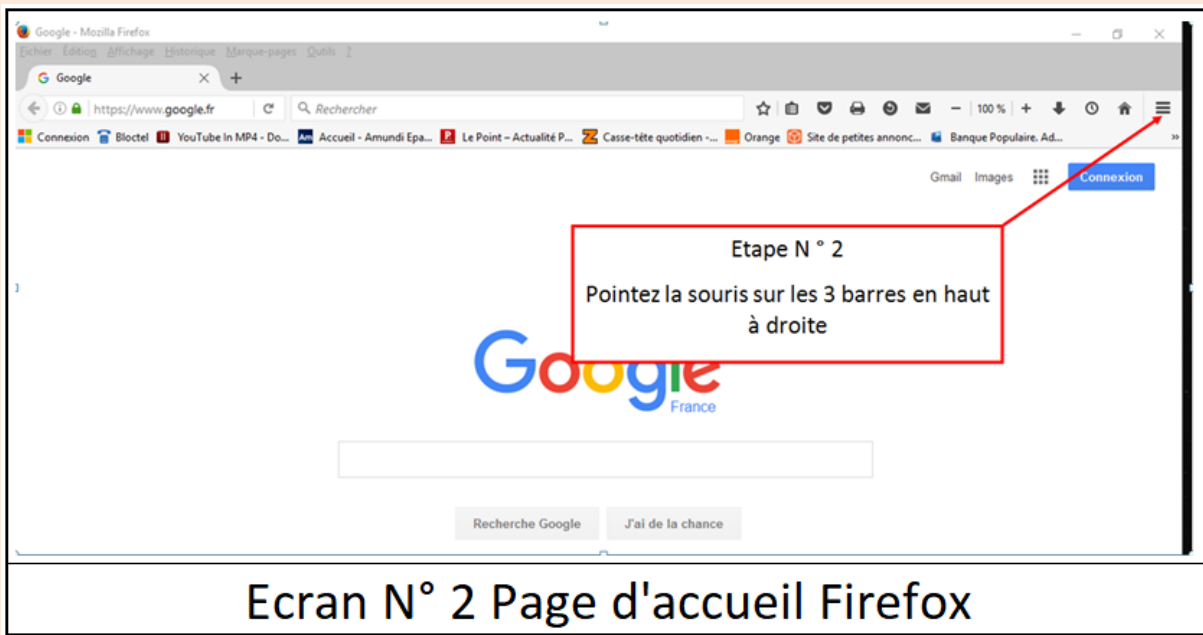 Google - Mozilla Firefox
Fichier Édition Affichage Historique Marque-pages Outils ?
Google
https://www.google.fr Rechercher 100 %
Connexion Bloctel YouTube In MP4 - Do... Am Accueil - Amundi Epa... Le Point – Actualité P... Casse-tête quotidien -... Orange Site de petites annonc... Banque Populaire. Ad... »
Gmail Images Connexion
Etape N ° 2
Pointez la souris sur les 3 barres en haut
à droite
Google
France
Recherche Google J'ai de la chance
Ecran N° 2 Page d'accueil Firefox